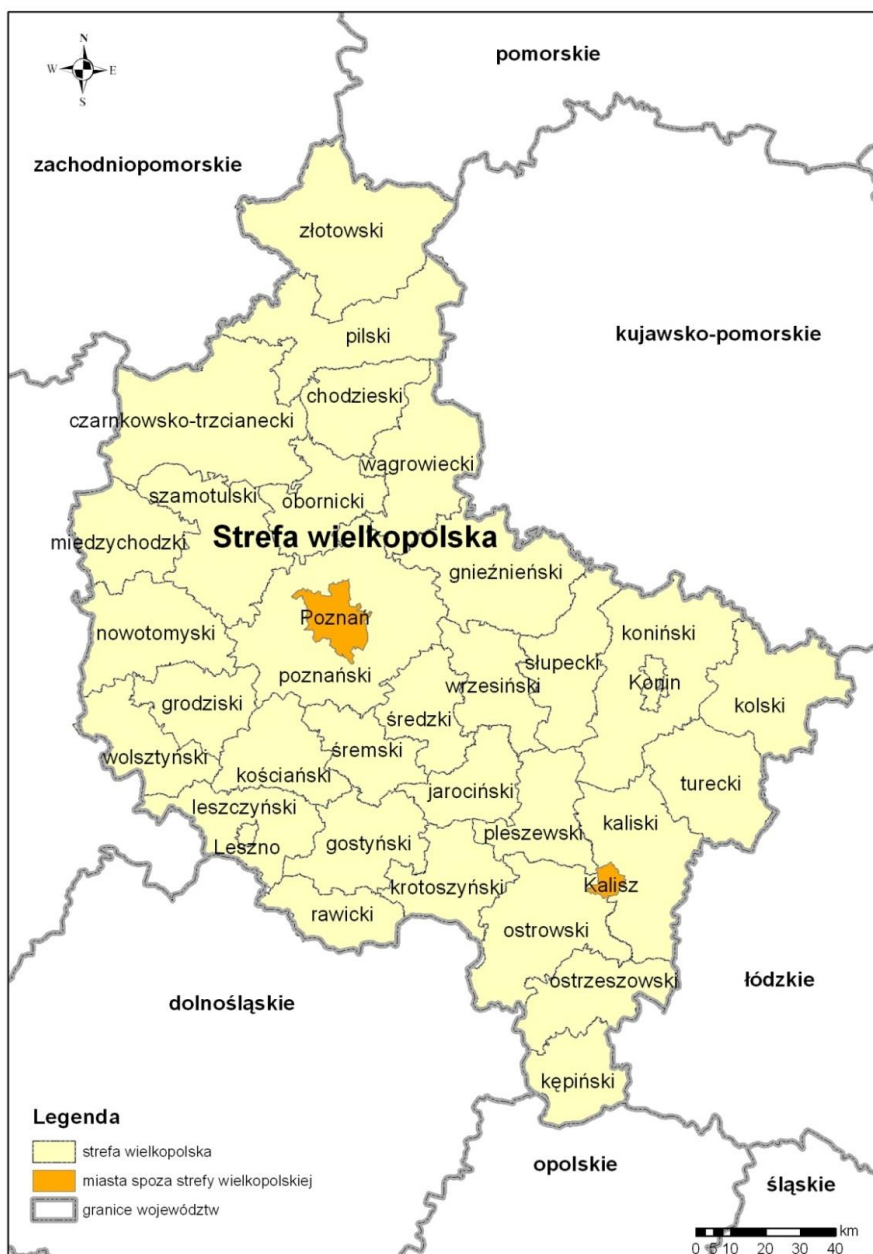 N
W E
S
pomorskie
zachodniopomorskie
złotowski
kujawsko-pomorskie
pilski
chodzieski
czarnkowsko-trzcianecki
wągrowiecki
szamotulski
obornicki
międzychodzki
Strefa wielkopolska
gnieźnieński
Poznań
nowotomyski
koniński
słupecki
poznański
wrzesiński
Konin
grodziski
kolski
średzki
wolsztyński
śremski
kościański
turecki
jarociński
leszczyński
kaliski
pleszewski
gostyński
Leszno
Kalisz
krotoszyński
rawicki
ostrowski
ostrzeszowski
łódzkie
dolnośląskie
kępiński
Legenda
strefa wielkopolska
miasta spoza strefy wielkopolskiej
granice województw
opolskie
śląskie
km
0 5 10 20 30 40